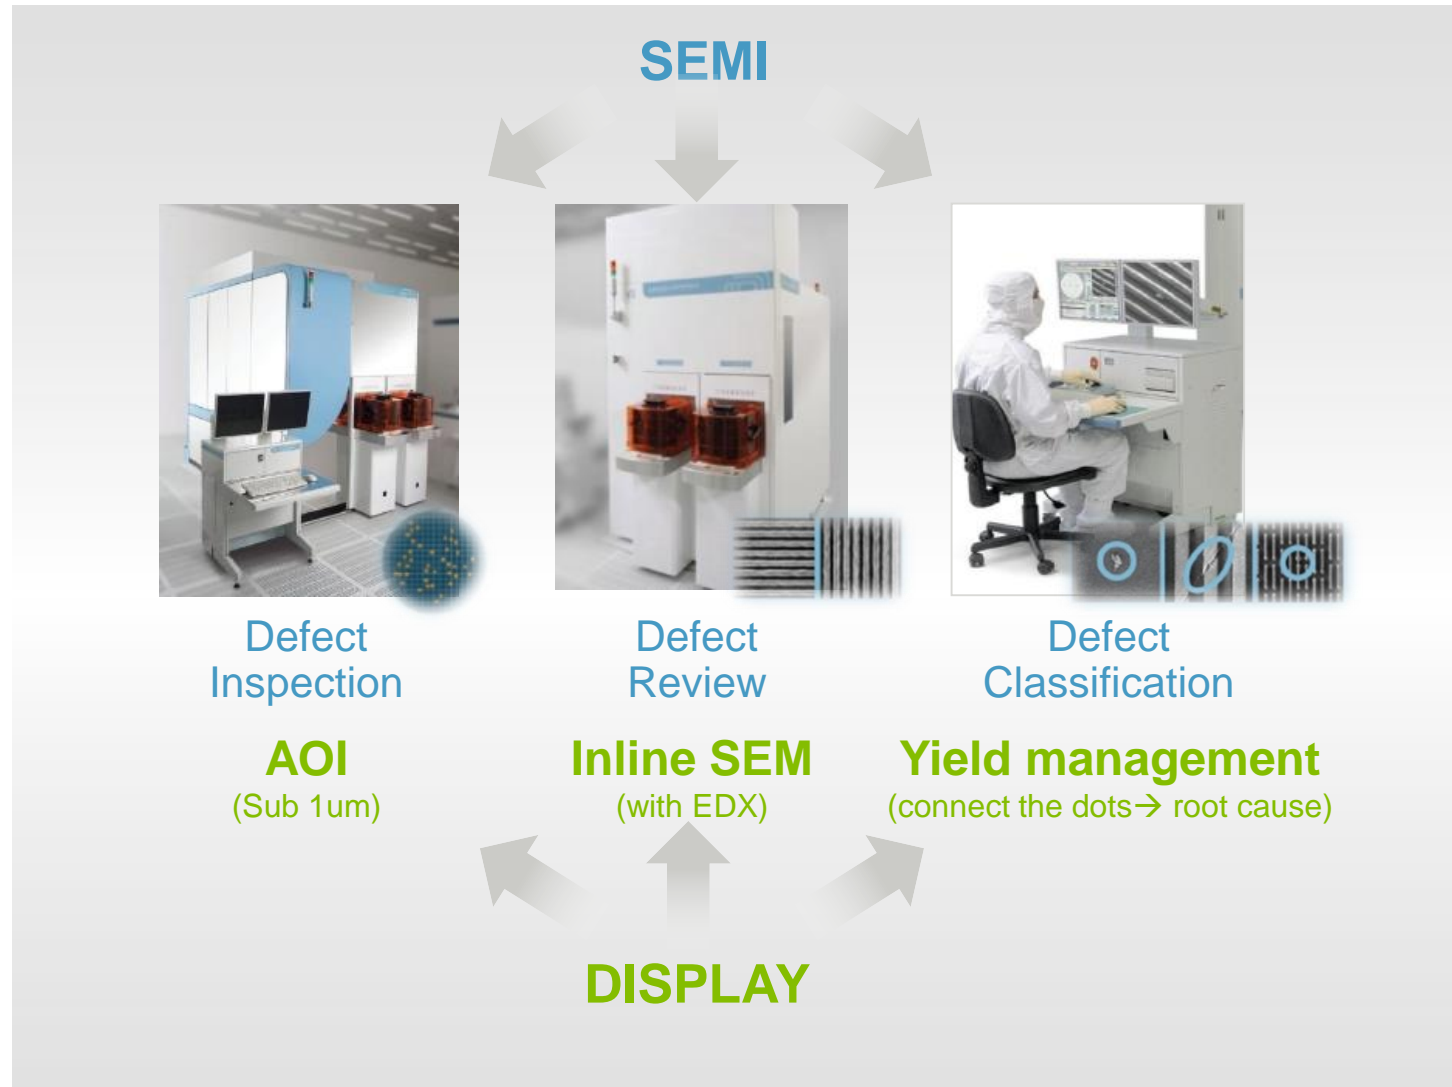 SEMI
Defect
Inspection
Defect
Review
Defect
Classification
AOI
(Sub 1um)
Inline SEM
(with EDX)
Yield management
(connect the dots→ root cause)
DISPLAY